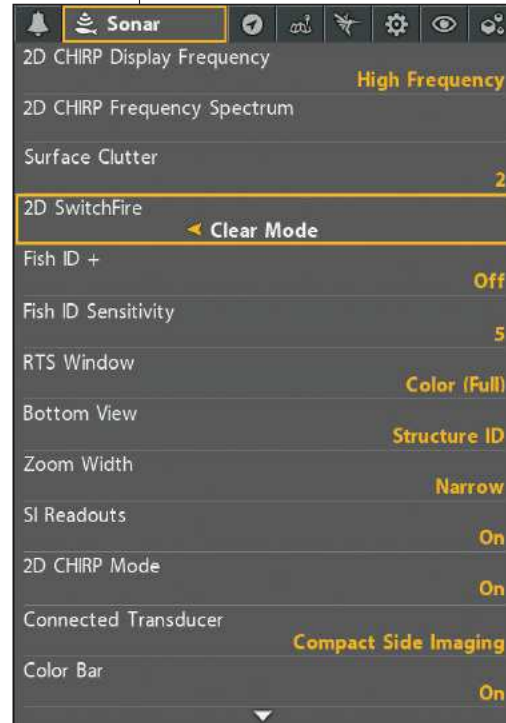 Sonar
2D CHIRP Display Frequency
High Frequency
2D CHIRP Frequency Spectrum
Surface Clutter
2
2D SwitchFire
Clear Mode
Fish ID +
Off
Fish ID Sensitivity
5
RTS Window
Color (Full)
Bottom View
Structure ID
Zoom Width
Narrow
SI Readouts
On
2D CHIRP Mode
On
Connected Transducer
Compact Side Imaging
Color Bar
On